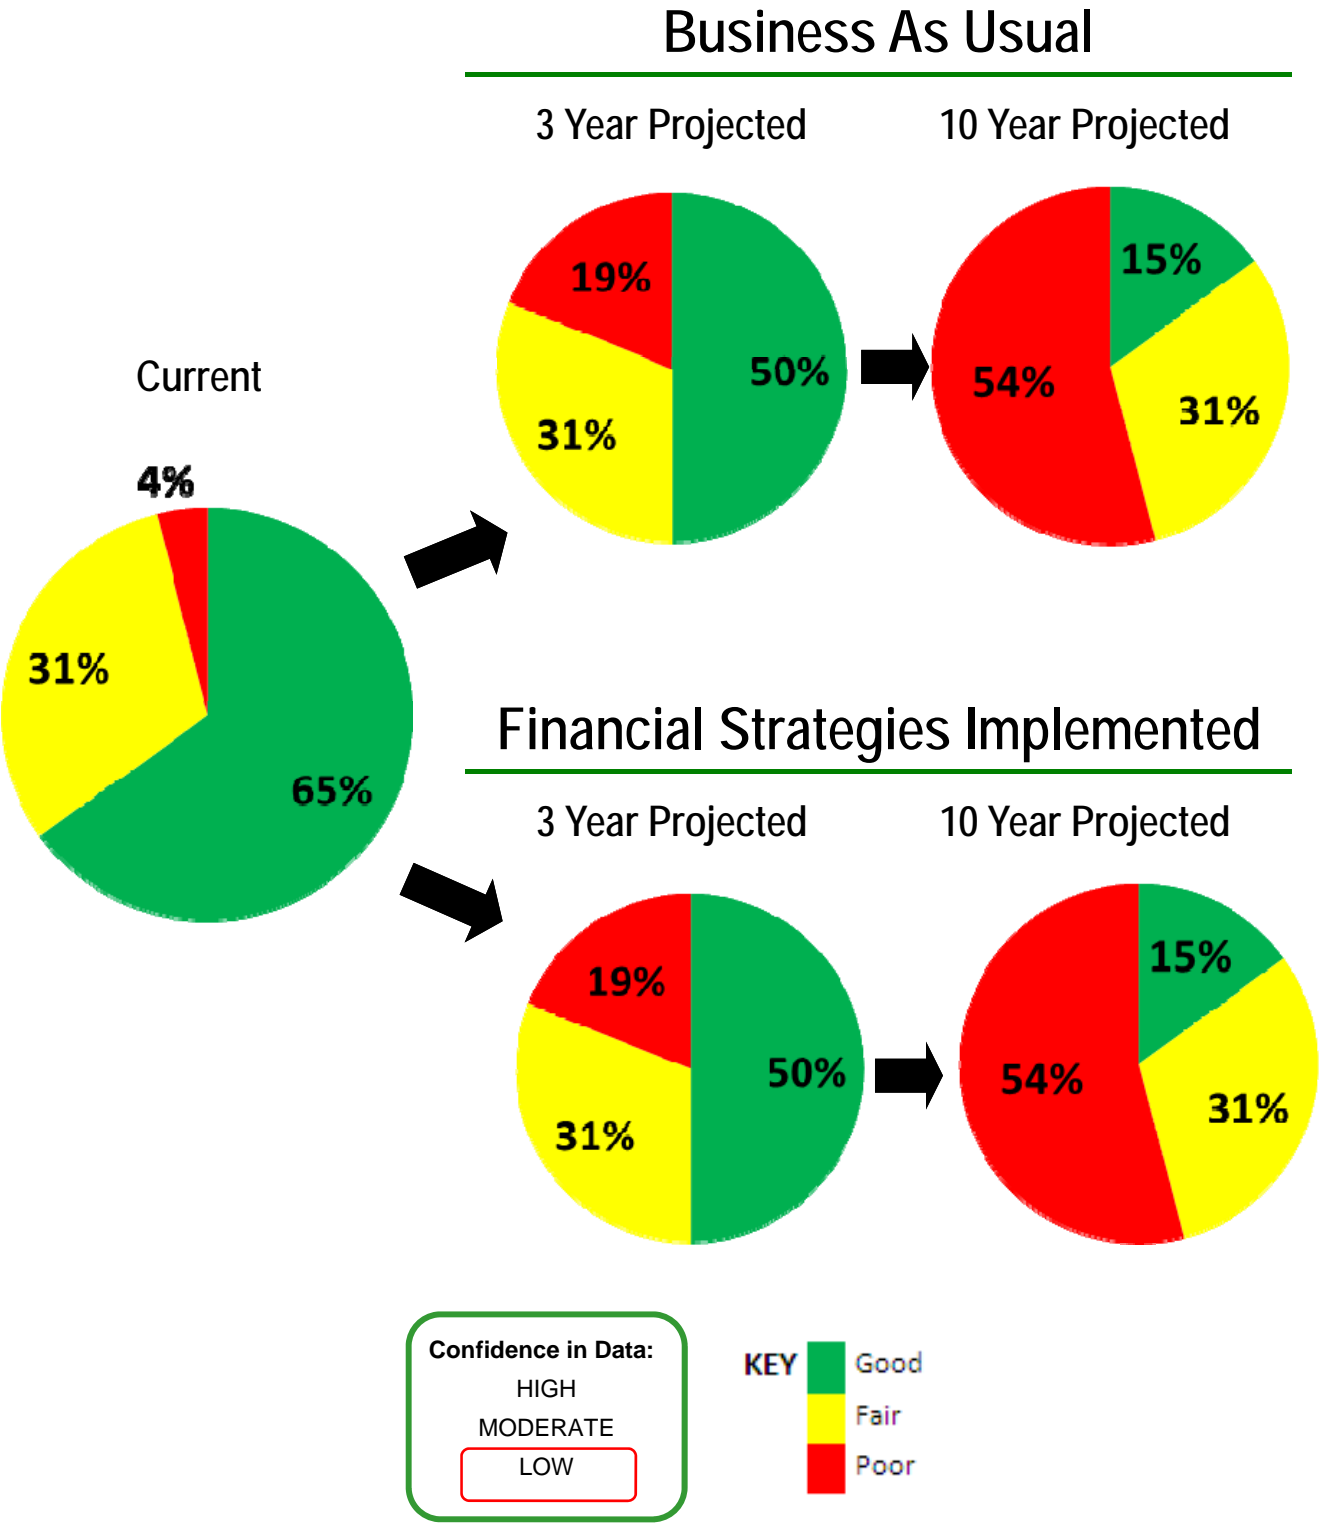 Business As Usual
3 Year Projected
10 Year Projected
19%
50%
31%
15%
54%
31%
Current
4%
31%
65%
Financial Strategies Implemented
3 Year Projected
10 Year Projected
19%
50%
31%
15%
54%
31%
Confidence in Data:
HIGH
MODERATE
LOW
KEY
Good
Fair
Poor